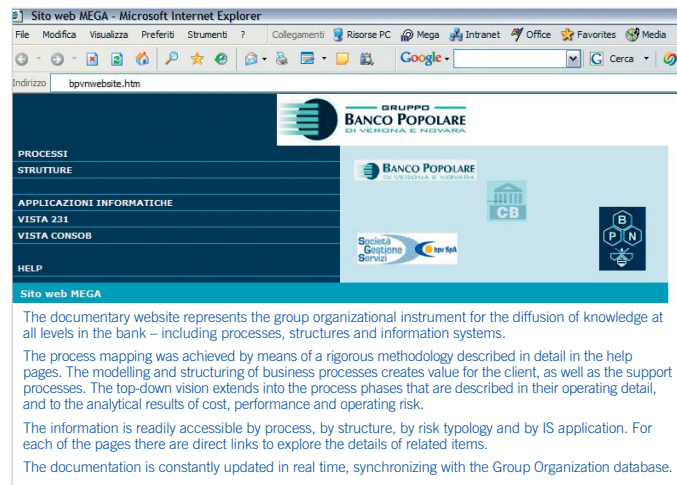 Sito web MEGA - Microsoft Internet Explorer
File Modifica Visualizza Preferiti Strumenti ? Collegamenti Risorse PC Mega Intranet Office Favorites Media
Google G Cerca
Indirizzo bpvnwebsite.htm
GRUPPO
BANCO POPOLARE
DI VERONA E NOVARA
PROCESSI
STRUTTURE
BANCO POPOLARE
DI VERONA E NOVARA
APPLICAZIONI INFORMATICHE
CB
VISTA 231
VISTA CONSOB
B
P N
Società
Gestione
Servizi
bpv SpA
HELP
Sito web MEGA
The documentary website represents the group organizational instrument for the diffusion of knowledge at
all levels in the bank – including processes, structures and information systems.
The process mapping was achieved by means of a rigorous methodology described in detail in the help
pages. The modelling and structuring of business processes creates value for the client, as well as the support
processes. The top-down vision extends into the process phases that are described in their operating detail,
and to the analytical results of cost, performance and operating risk.
The information is readily accessible by process, by structure, by risk typology and by IS application. For
each of the pages there are direct links to explore the details of related items.
The documentation is constantly updated in real time, synchronizing with the Group Organization database.